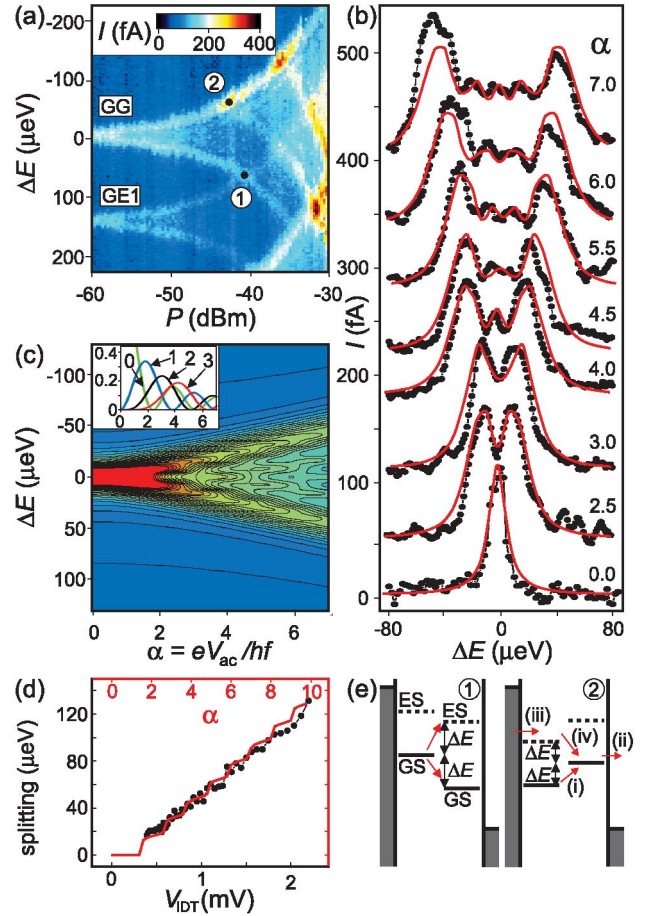 (a)
I (fA)
0 200 400
-200
-100
0
100
200
ΔE (µeV)
GG
GE1
2
1
-60 -50 -40 -30
P (dBm)
(b)
500
400
300
200
100
0
I (fA)
α
7.0
6.0
5.5
4.5
4.0
3.0
2.5
0.0
-80 -40 0 40 80
ΔE (µeV)
(c)
0.4
0.2
0
0 1 2 3
0 2 4 6
-100
-50
0
50
100
ΔE (µeV)
0 2 4 6
α = eVac/hf
(d)
0 2 4 6 8 10
α
120
80
40
0
splitting (µeV)
0 1 2
VIDT(mV)
(e)
1
ES
ES
GS
ΔE
ΔE
GS
2
(iii)
(iv)
(ii)
ΔE
ΔE
(i)